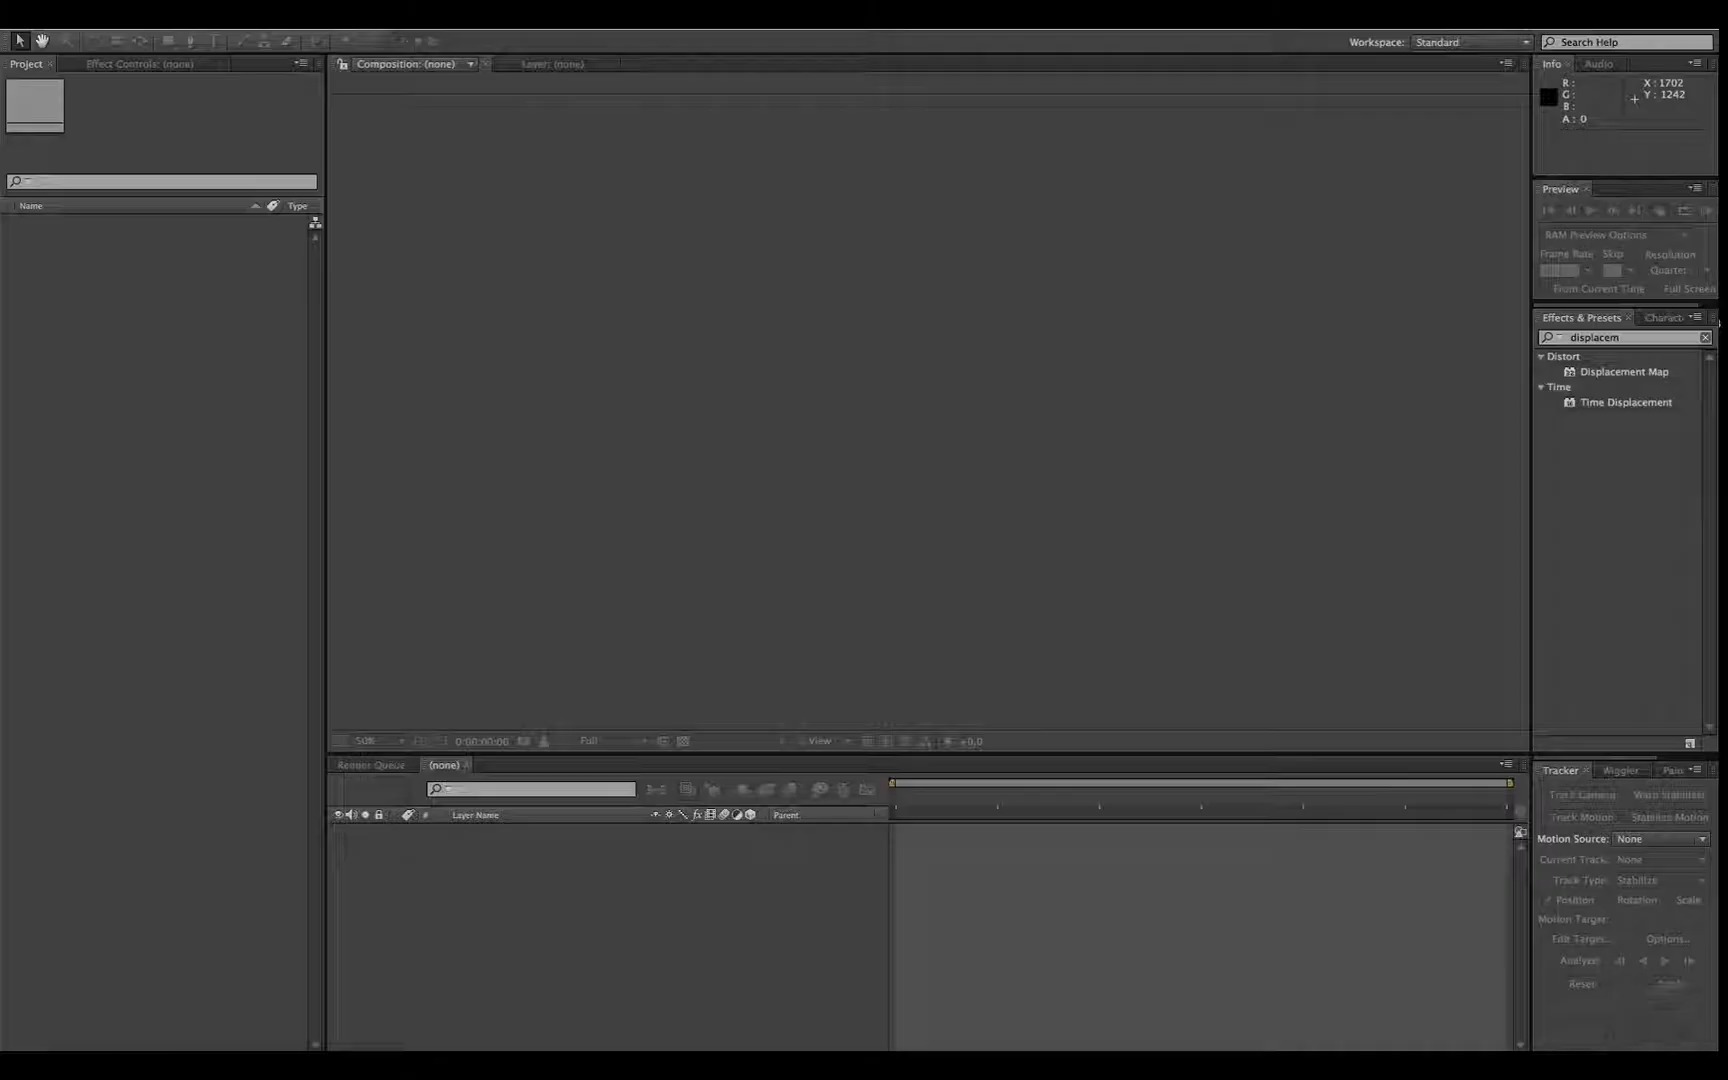 Workspace: Standard
Search Help
Project
Effect Controls: (none)
Composition: (none)
Layer: (none)
Info
Audio
R :
G :
B :
A : 0
X : 1702
Y : 1242
Name
Type
Preview
RAM Preview Options
Frame Rate
Skip
Resolution
Quarter
From Current Time
Full Screen
Effects & Presets
Charact
displacem
Distort
Displacement Map
Time
Time Displacement
50%
0:00:00:00
Full
View
+0.0
Render Queue
(none)
#
Layer Name
fx
Parent
Tracker
Wiggler
Pain
Track Camera
Warp Stabilizer
Track Motion
Stabilize Motion
Motion Source: None
Current Track: None
Track Type: Stabilize
Position
Rotation
Scale
Motion Target:
Edit Target...
Options...
Analyze:
Reset